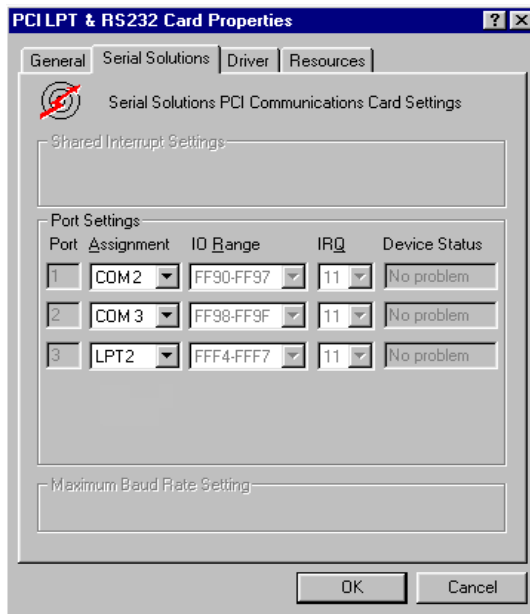 PCI LPT & RS232 Card Properties
General Serial Solutions Driver Resources
Serial Solutions PCI Communications Card Settings
Shared Interrupt Settings
Port Settings
Port Assignment IO Range IRQ Device Status
1 COM 2 FF90-FF97 11 No problem
2 COM 3 FF98-FF9F 11 No problem
3 LPT2 FFF4-FFF7 11 No problem
Maximum Baud Rate Setting
OK Cancel